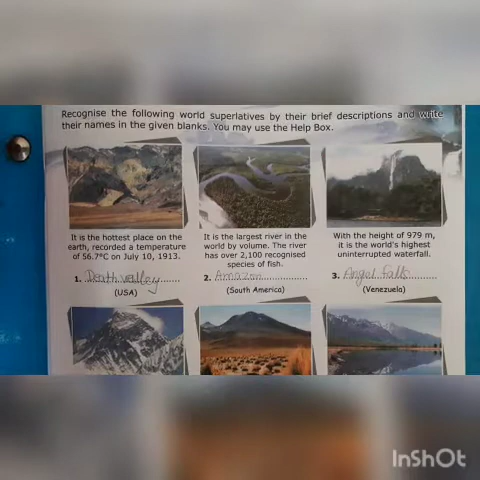 Recognise the following world superlatives by their brief descriptions and write
their names in the given blanks. You may use the Help Box.
It is the hottest place on the
earth, recorded a temperature
of 56.7°C on July 10, 1913.
1. Death valley
(USA)
It is the largest river in the
world by volume. The river
has over 2,100 recognised
species of fish.
2. Amazon
(South America)
With the height of 979 m,
it is the world's highest
uninterrupted waterfall.
3. Angel falls
(Venezuela)
InShOt